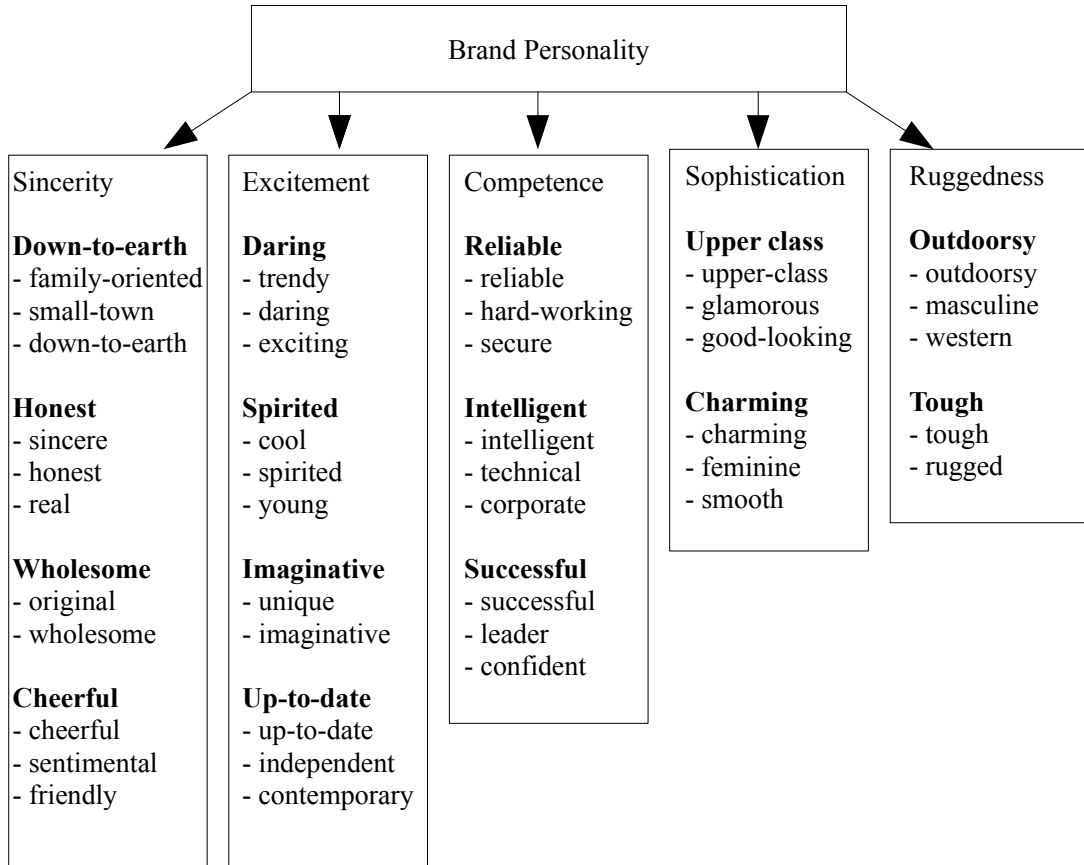 Brand Personality
Sincerity
Down-to-earth
- family-oriented
- small-town
- down-to-earth
Honest
- sincere
- honest
- real
Wholesome
- original
- wholesome
Cheerful
- cheerful
- sentimental
- friendly
Excitement
Daring
- trendy
- daring
- exciting
Spirited
- cool
- spirited
- young
Imaginative
- unique
- imaginative
Up-to-date
- up-to-date
- independent
- contemporary
Competence
Reliable
- reliable
- hard-working
- secure
Intelligent
- intelligent
- technical
- corporate
Successful
- successful
- leader
- confident
Sophistication
Upper class
- upper-class
- glamorous
- good-looking
Charming
- charming
- feminine
- smooth
Ruggedness
Outdoorsy
- outdoorsy
- masculine
- western
Tough
- tough
- rugged